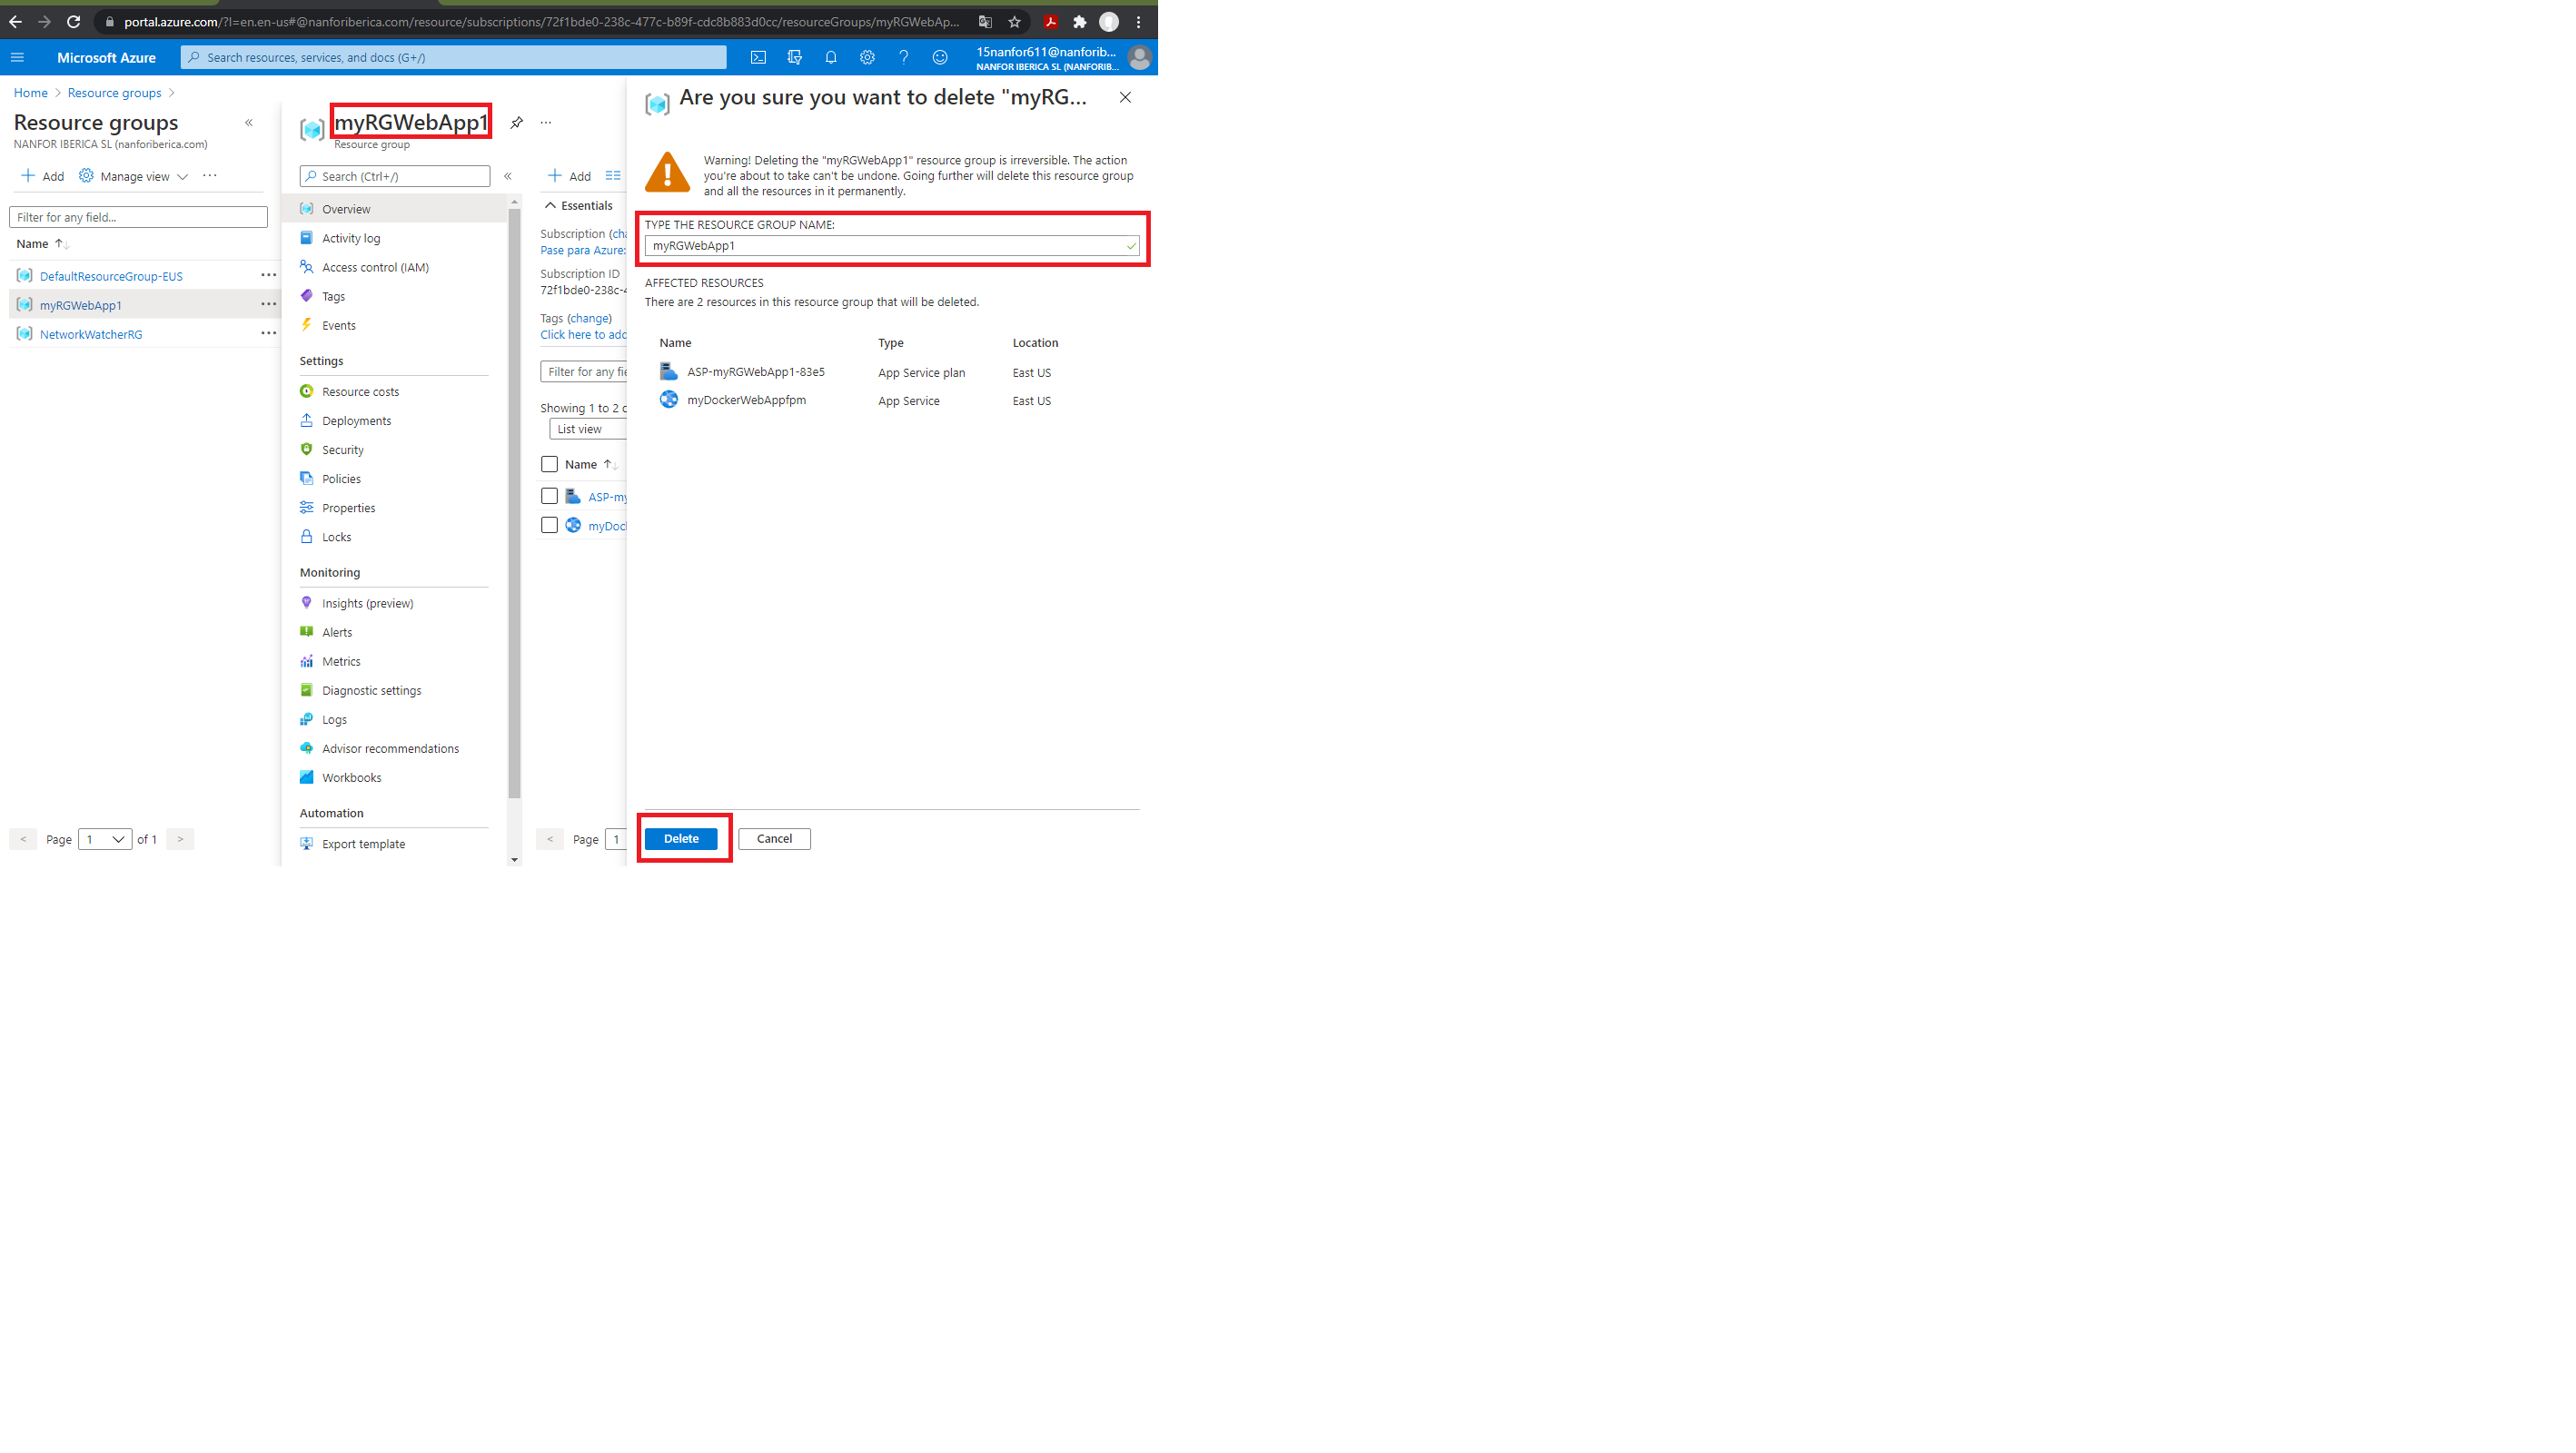 portal.azure.com/?l=en.en-us#@nanforiberica.com/resource/subscriptions/72f1bde0-238c-477c-b89f-cdc8b883d0cc/resourceGroups/myRGWebAp...
Microsoft Azure
Search resources, services, and docs (G+/)
15nanfor611@nanforib...
NANFOR IBERICA SL (NANFORIB...
Home > Resource groups >
Resource groups
NANFOR IBERICA SL (nanforiberica.com)
Add
Manage view
Filter for any field...
Name
DefaultResourceGroup-EUS
myRGWebApp1
NetworkWatcherRG
< Page 1 of 1 >
myRGWebApp1
Resource group
Search (Ctrl+/)
Overview
Activity log
Access control (IAM)
Tags
Events
Settings
Resource costs
Deployments
Security
Policies
Properties
Locks
Monitoring
Insights (preview)
Alerts
Metrics
Diagnostic settings
Logs
Advisor recommendations
Workbooks
Automation
Export template
Add
Essentials
Subscription (cha
Pase para Azure:
Subscription ID
72f1bde0-238c-4
Tags (change)
Click here to add
Filter for any fie
Showing 1 to 2 o
List view
Name
ASP-my
myDock
< Page 1
Are you sure you want to delete "myRG...
Warning! Deleting the "myRGWebApp1" resource group is irreversible. The action
you're about to take can't be undone. Going further will delete this resource group
and all the resources in it permanently.
TYPE THE RESOURCE GROUP NAME:
myRGWebApp1
AFFECTED RESOURCES
There are 2 resources in this resource group that will be deleted.
Name Type Location
ASP-myRGWebApp1-83e5 App Service plan East US
myDockerWebAppfpm App Service East US
Delete
Cancel